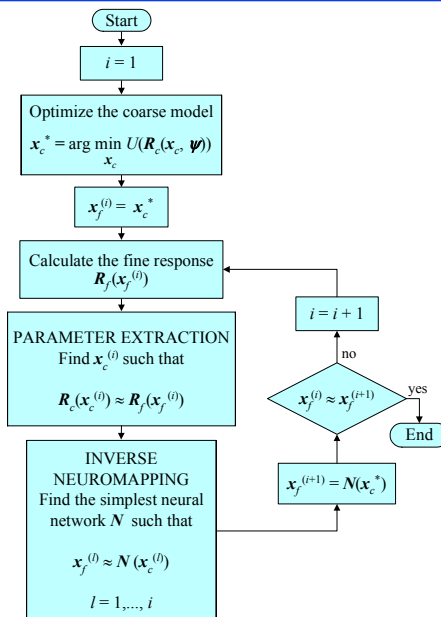 Start
i = 1
Optimize the coarse model
x_c^* = arg min U(R_c(x_c, ψ))
x_c
x_f^(i) = x_c^*
Calculate the fine response
R_f(x_f^(i))
PARAMETER EXTRACTION
Find x_c^(i) such that
R_c(x_c^(i)) ≈ R_f(x_f^(i))
INVERSE
NEUROMAPPING
Find the simplest neural
network N such that
x_f^(l) ≈ N (x_c^(l))
l = 1,..., i
x_f^(i+1) = N(x_c^*)
x_f^(i) ≈ x_f^(i+1)
yes
End
no
i = i + 1